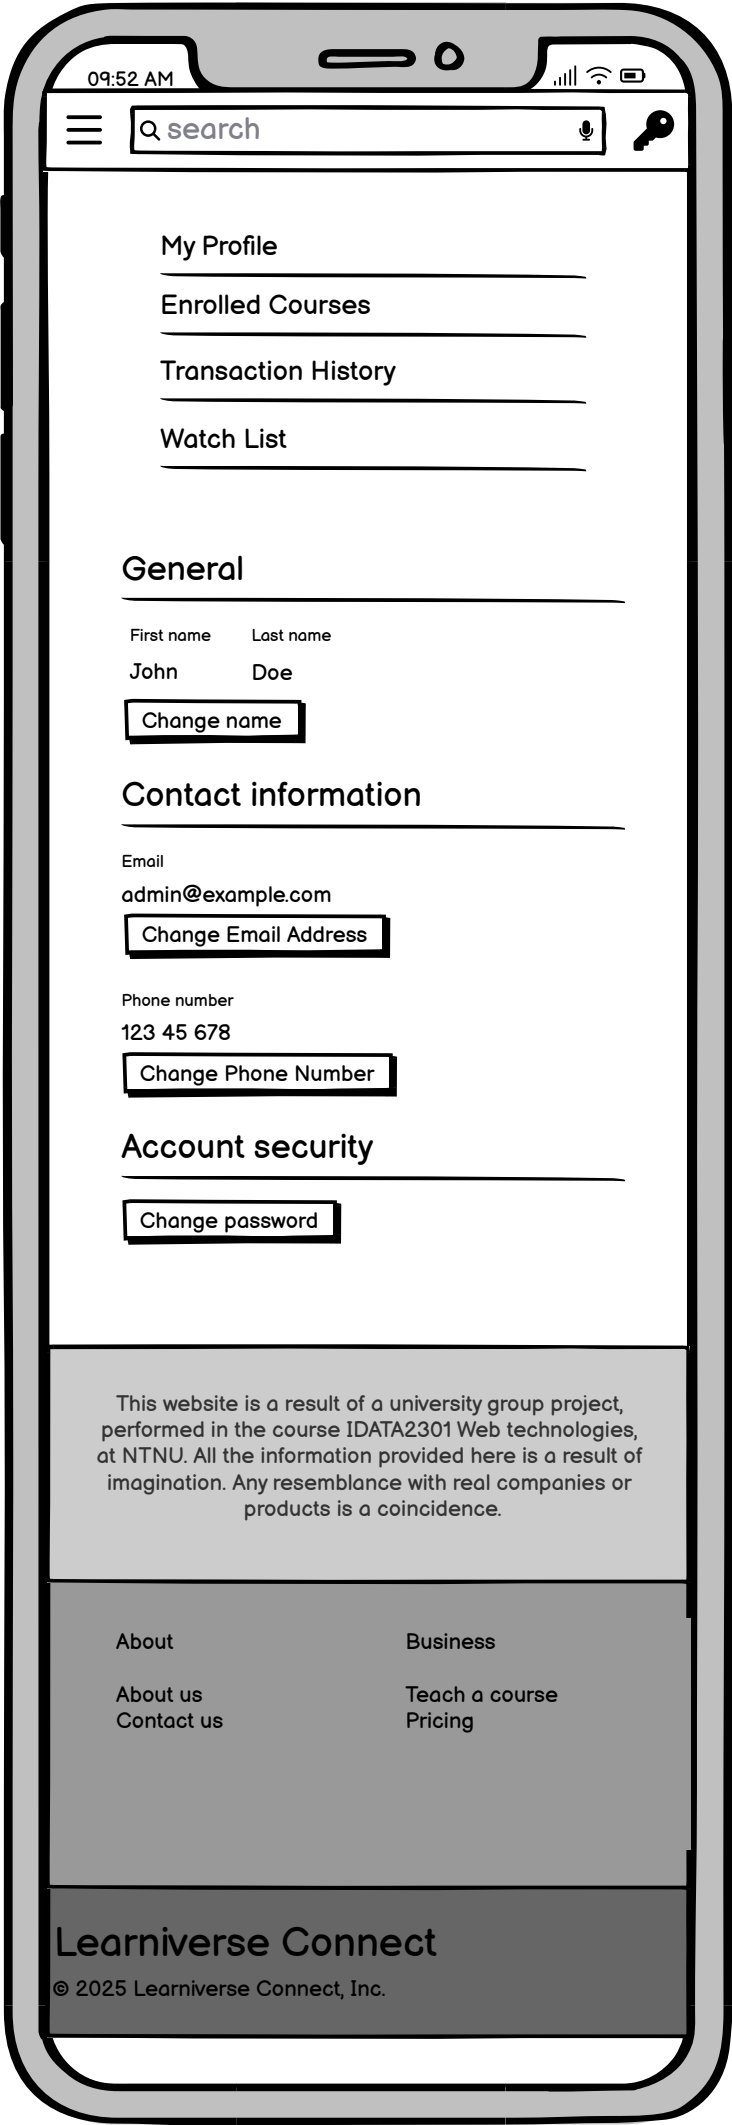 09:52 AM
search
My Profile
Enrolled Courses
Transaction History
Watch List
General
First name Last name
John Doe
Change name
Contact information
Email
admin@example.com
Change Email Address
Phone number
123 45 678
Change Phone Number
Account security
Change password
This website is a result of a university group project,
performed in the course IDATA2301 Web technologies,
at NTNU. All the information provided here is a result of
imagination. Any resemblance with real companies or
products is a coincidence.
About Business
About us Teach a course
Contact us Pricing
Learniverse Connect
© 2025 Learniverse Connect, Inc.